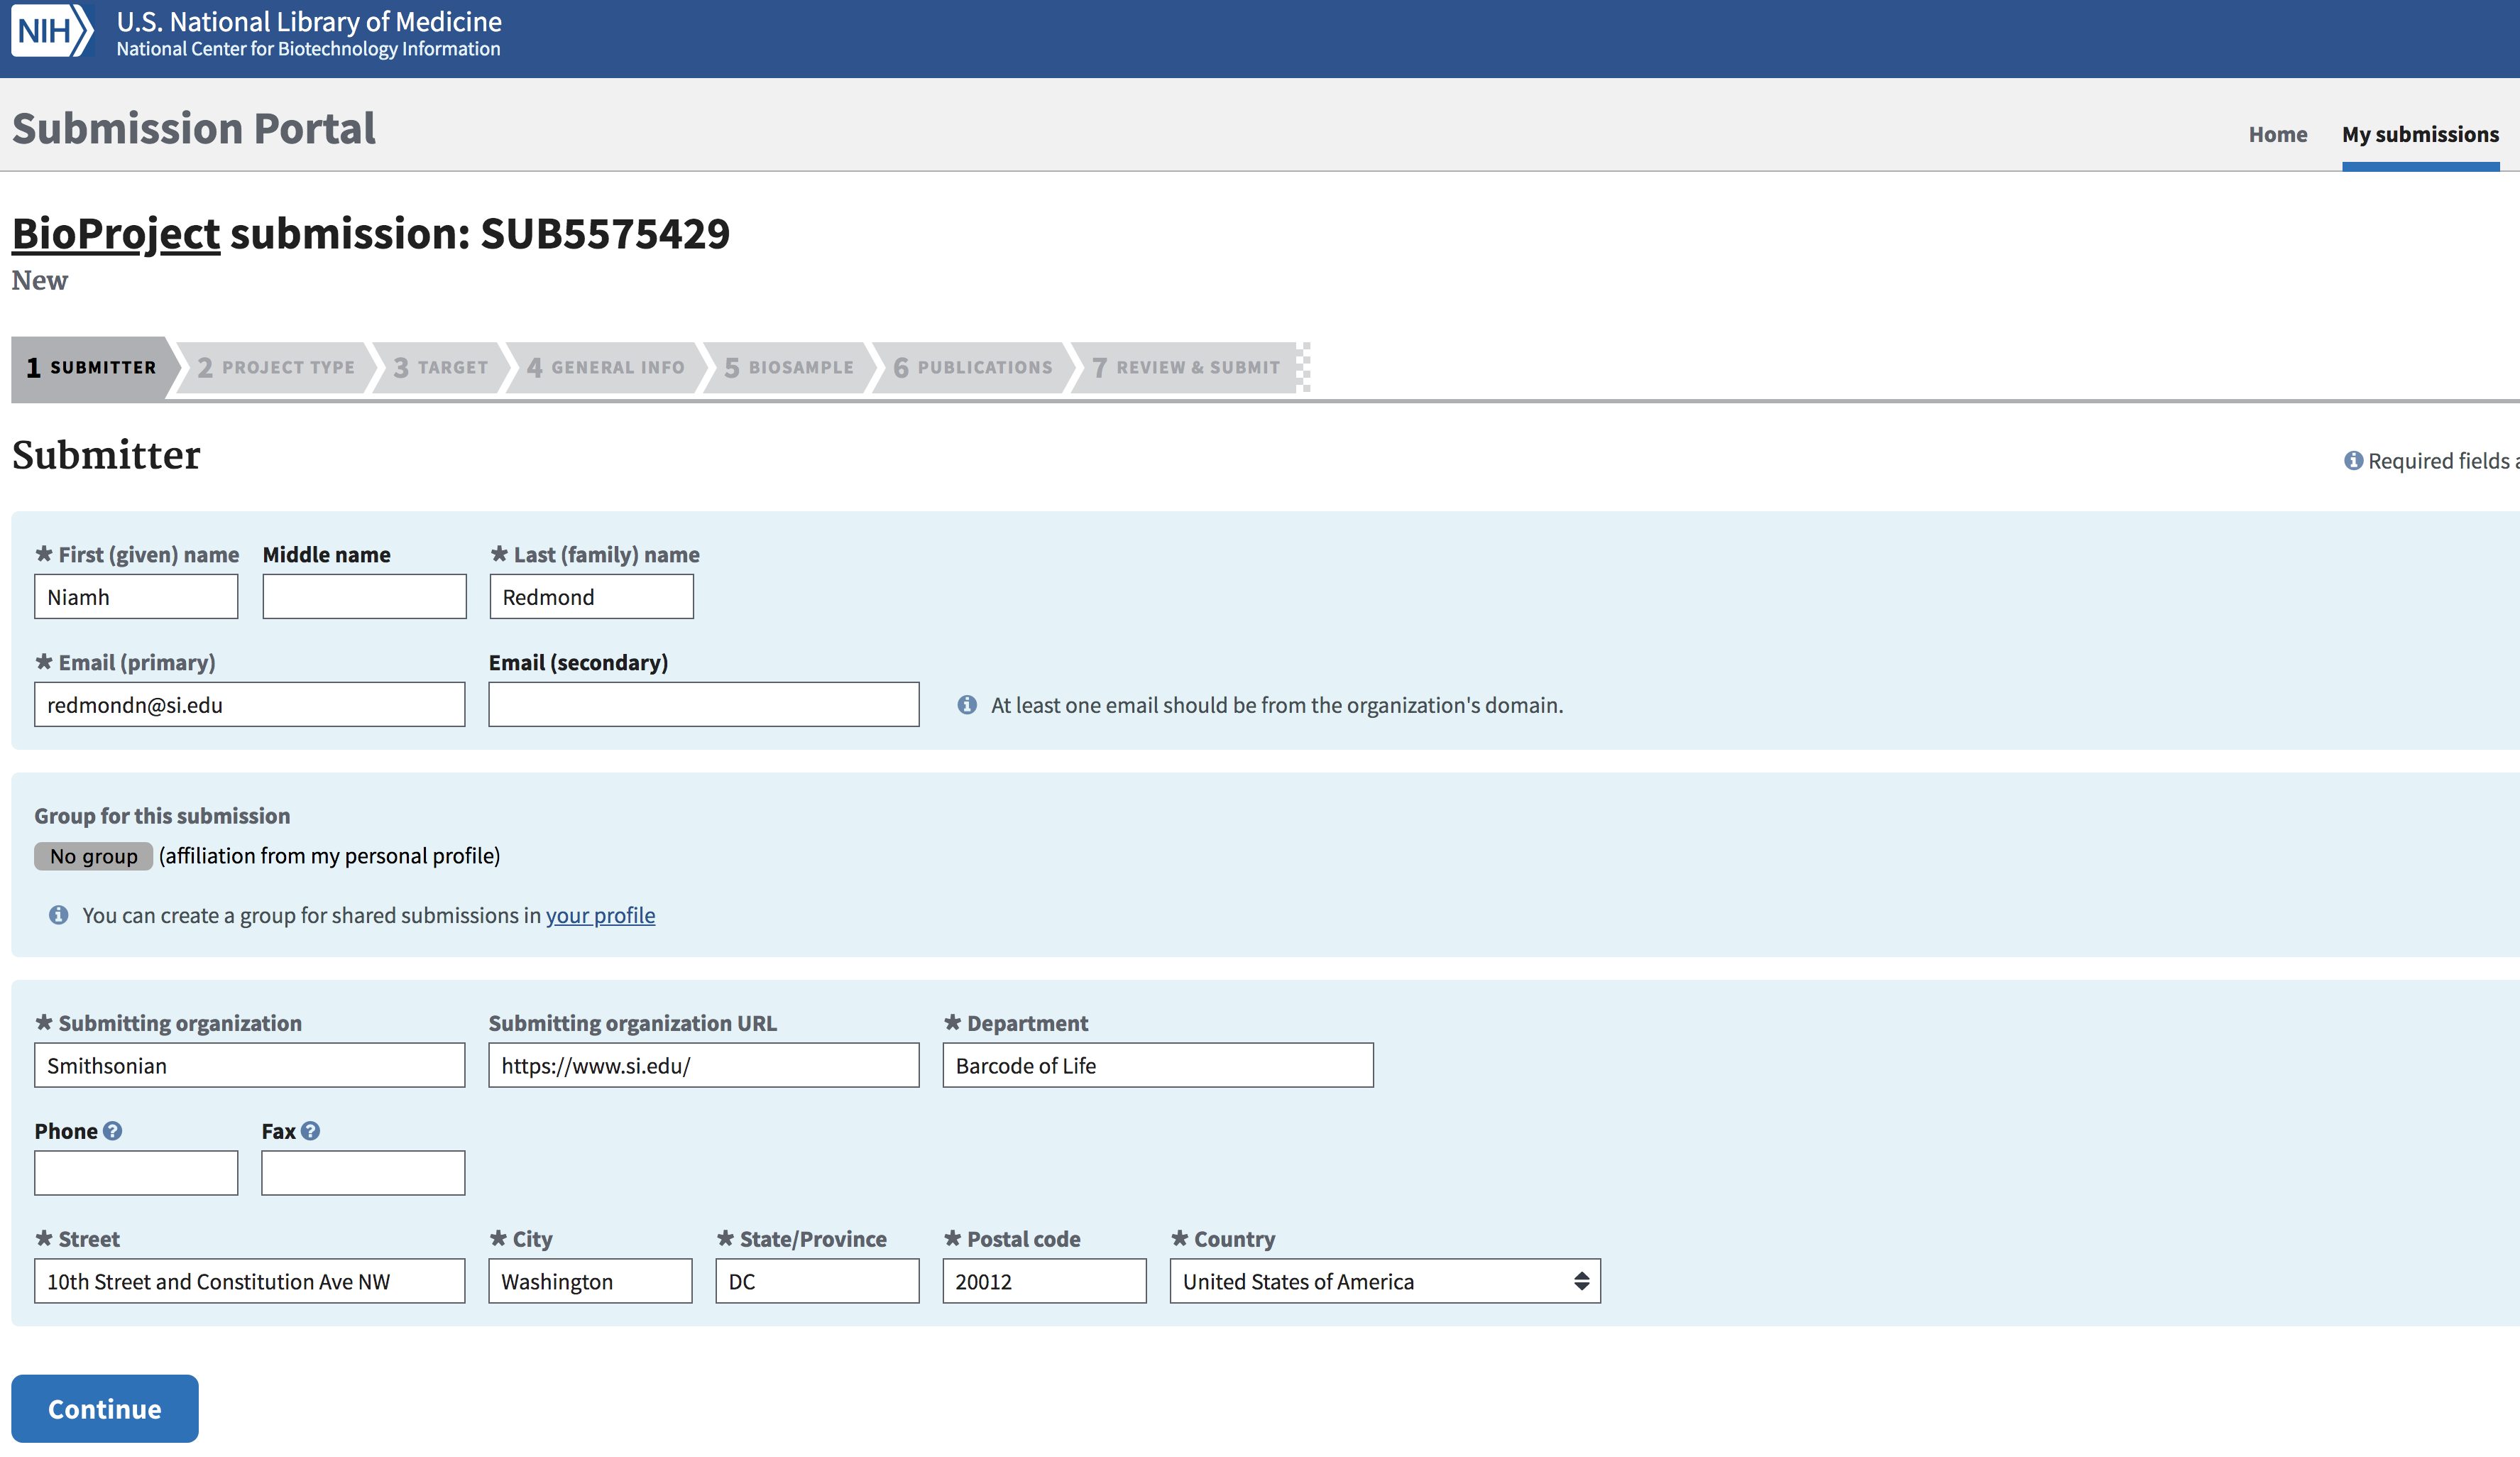 NIH
U.S. National Library of Medicine
National Center for Biotechnology Information
Submission Portal
Home My submissions
BioProject submission: SUB5575429
New
1 SUBMITTER 2 PROJECT TYPE 3 TARGET 4 GENERAL INFO 5 BIOSAMPLE 6 PUBLICATIONS 7 REVIEW & SUBMIT
Submitter
Required fields a
* First (given) name Middle name * Last (family) name
Niamh Redmond
* Email (primary) Email (secondary)
redmondn@si.edu
At least one email should be from the organization's domain.
Group for this submission
No group (affiliation from my personal profile)
You can create a group for shared submissions in your profile
* Submitting organization Submitting organization URL * Department
Smithsonian https://www.si.edu/ Barcode of Life
Phone ? Fax ?
* Street * City * State/Province * Postal code * Country
10th Street and Constitution Ave NW Washington DC 20012 United States of America
Continue